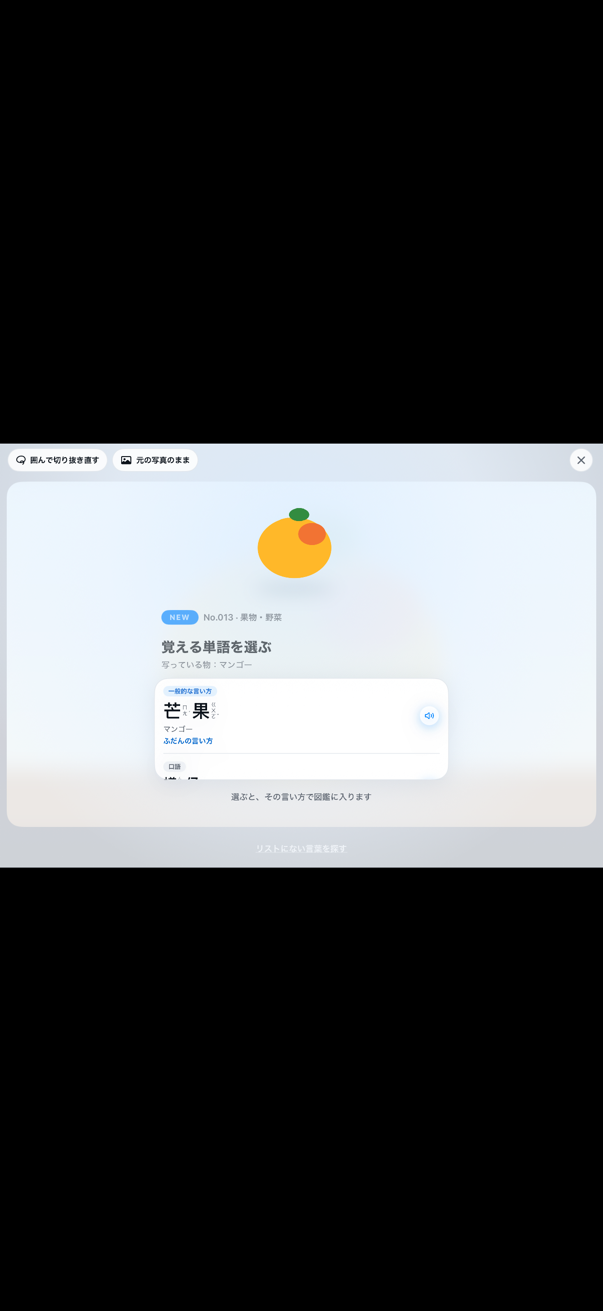 囲んで切り抜き直す
元の写真のまま
NEW No.013・果物・野菜
覚える単語を選ぶ
写っている物：マンゴー
一般的な言い方
芒果
マンゴー
ふだんの言い方
口語
選ぶと、その言い方で図鑑に入ります
リストにない言葉を探す